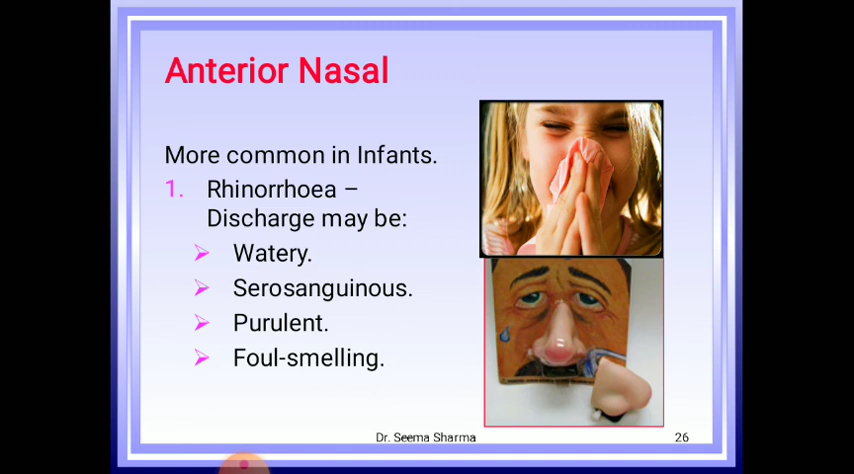 Anterior Nasal
More common in Infants.
1. Rhinorrhoea –
Discharge may be:
➢ Watery.
➢ Serosanguinous.
➢ Purulent.
➢ Foul-smelling.
Dr. Seema Sharma
26